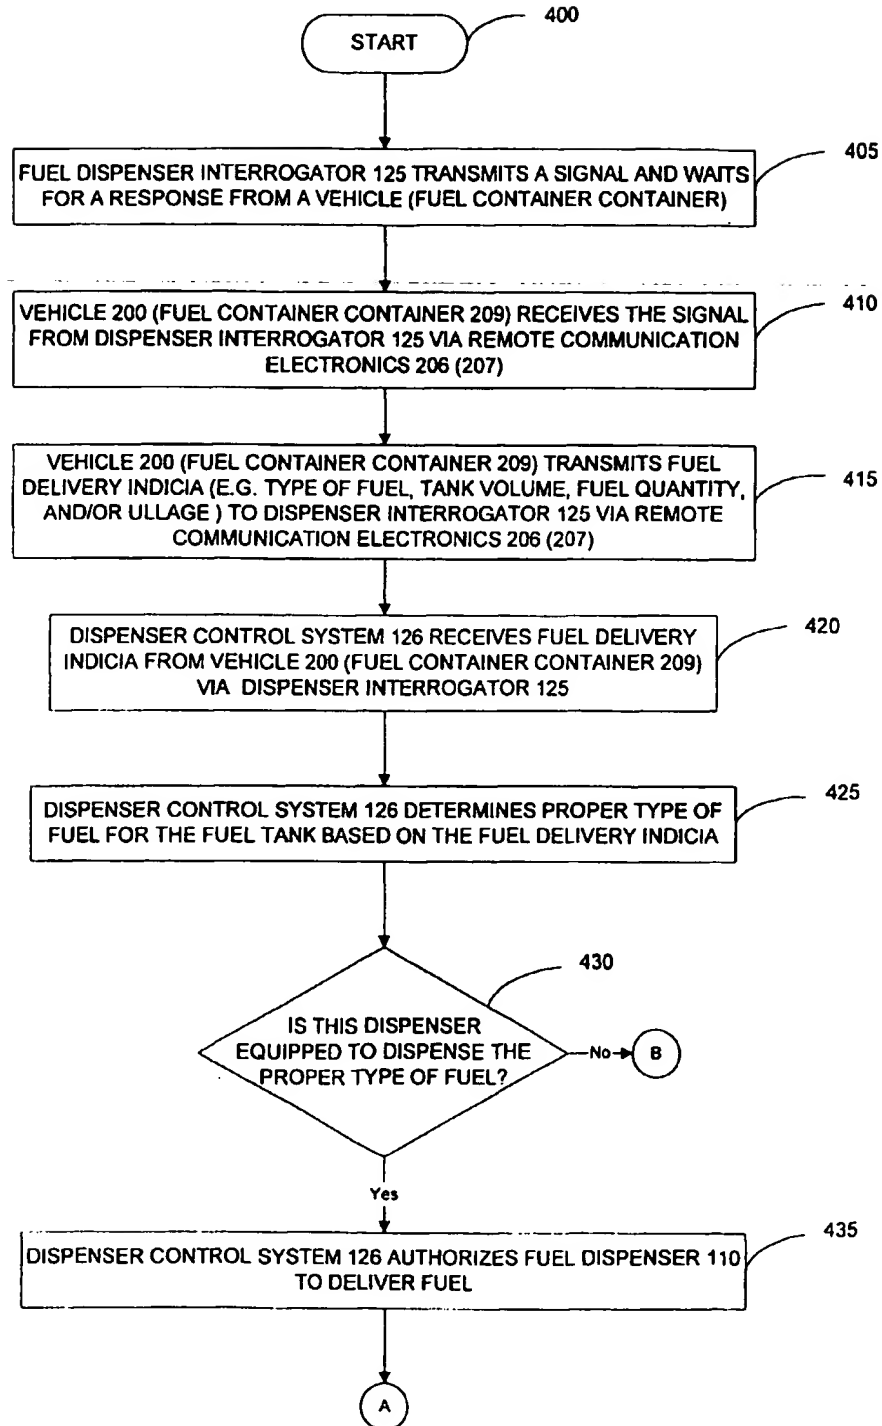 START
400
FUEL DISPENSER INTERROGATOR 125 TRANSMITS A SIGNAL AND WAITS
FOR A RESPONSE FROM A VEHICLE (FUEL CONTAINER CONTAINER)
405
VEHICLE 200 (FUEL CONTAINER CONTAINER 209) RECEIVES THE SIGNAL
FROM DISPENSER INTERROGATOR 125 VIA REMOTE COMMUNICATION
ELECTRONICS 206 (207)
410
VEHICLE 200 (FUEL CONTAINER CONTAINER 209) TRANSMITS FUEL
DELIVERY INDICIA (E.G. TYPE OF FUEL, TANK VOLUME, FUEL QUANTITY,
AND/OR ULLAGE ) TO DISPENSER INTERROGATOR 125 VIA REMOTE
COMMUNICATION ELECTRONICS 206 (207)
415
DISPENSER CONTROL SYSTEM 126 RECEIVES FUEL DELIVERY
INDICIA FROM VEHICLE 200 (FUEL CONTAINER CONTAINER 209)
VIA DISPENSER INTERROGATOR 125
420
DISPENSER CONTROL SYSTEM 126 DETERMINES PROPER TYPE OF
FUEL FOR THE FUEL TANK BASED ON THE FUEL DELIVERY INDICIA
425
IS THIS DISPENSER
EQUIPPED TO DISPENSE THE
PROPER TYPE OF FUEL?
430
No
B
Yes
DISPENSER CONTROL SYSTEM 126 AUTHORIZES FUEL DISPENSER 110
TO DELIVER FUEL
435
A